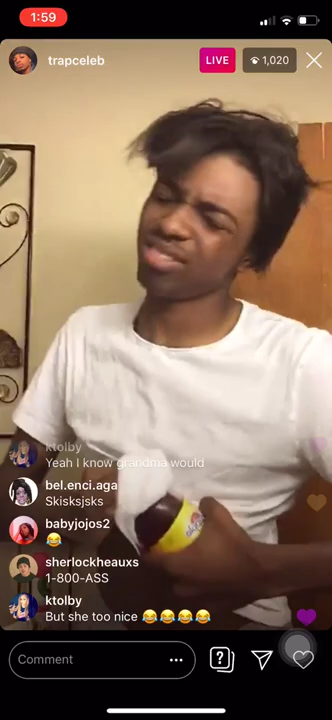 1:59
trapceleb
LIVE
1,020
ktolby
Yeah I know grandma would
bel.enci.aga
Skisksjsks
babyjojos2
😂
sherlockheauxs
1-800-ASS
ktolby
But she too nice 😂😂😂😂
Comment